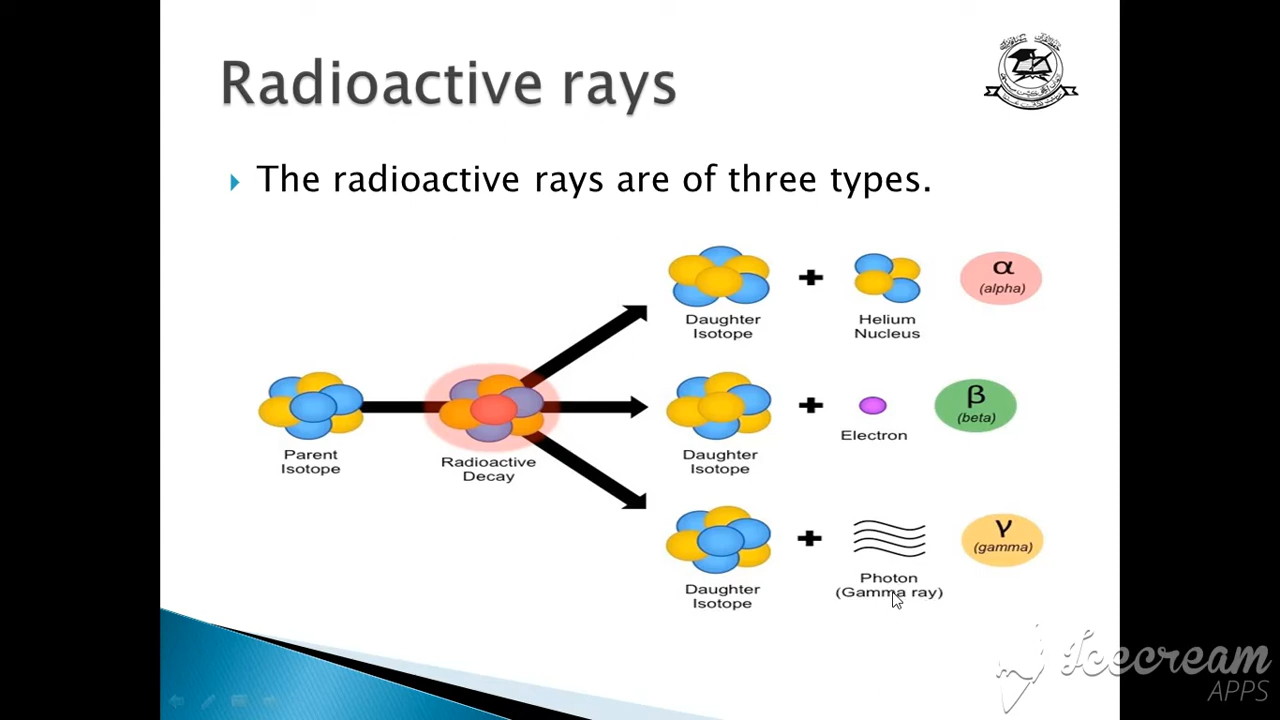 Radioactive rays
The radioactive rays are of three types.
Daughter
Isotope
+
Helium
Nucleus
α
(alpha)
Parent
Isotope
Radioactive
Decay
Daughter
Isotope
+
Electron
β
(beta)
Daughter
Isotope
+
Photon
(Gamma ray)
γ
(gamma)
Icecream
APPS